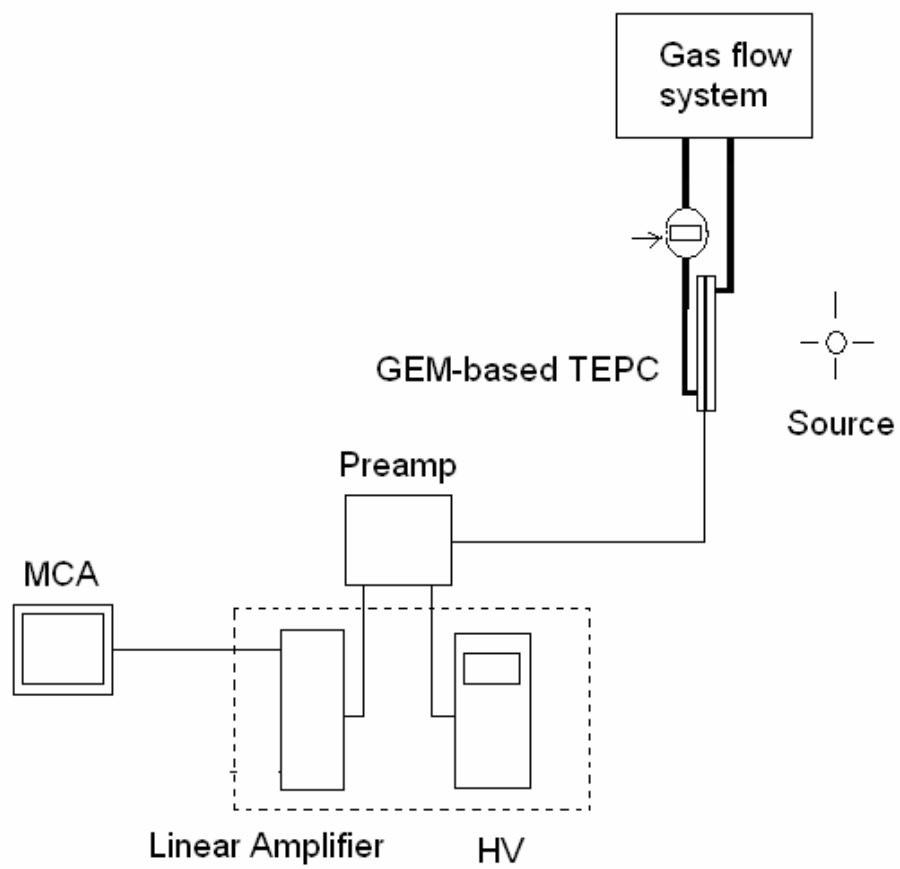 Gas flow
system
GEM-based TEPC
Source
Preamp
MCA
Linear Amplifier
HV